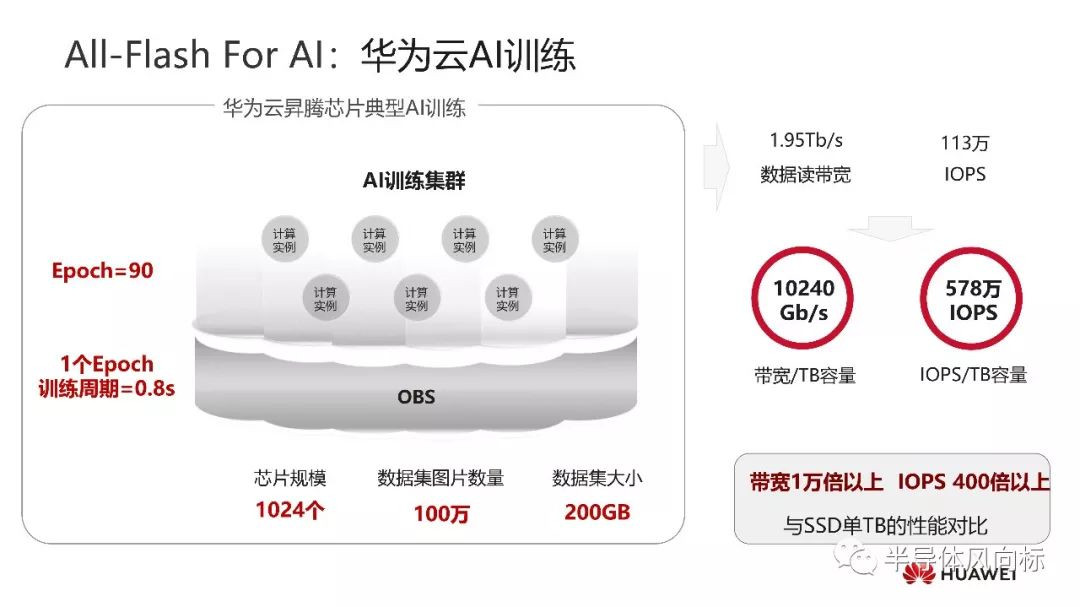 All-Flash For AI：华为云AI训练
华为云昇腾芯片典型AI训练
AI训练集群
计算
实例
计算
实例
计算
实例
计算
实例
计算
实例
计算
实例
计算
实例
Epoch=90
1个Epoch
训练周期=0.8s
OBS
芯片规模
1024个
数据集图片数量
100万
数据集大小
200GB
1.95Tb/s
数据读带宽
113万
IOPS
10240
Gb/s
带宽/TB容量
578万
IOPS
IOPS/TB容量
带宽1万倍以上 IOPS 400倍以上
与SSD单TB的性能对比
半导体风向标
HUAWEI